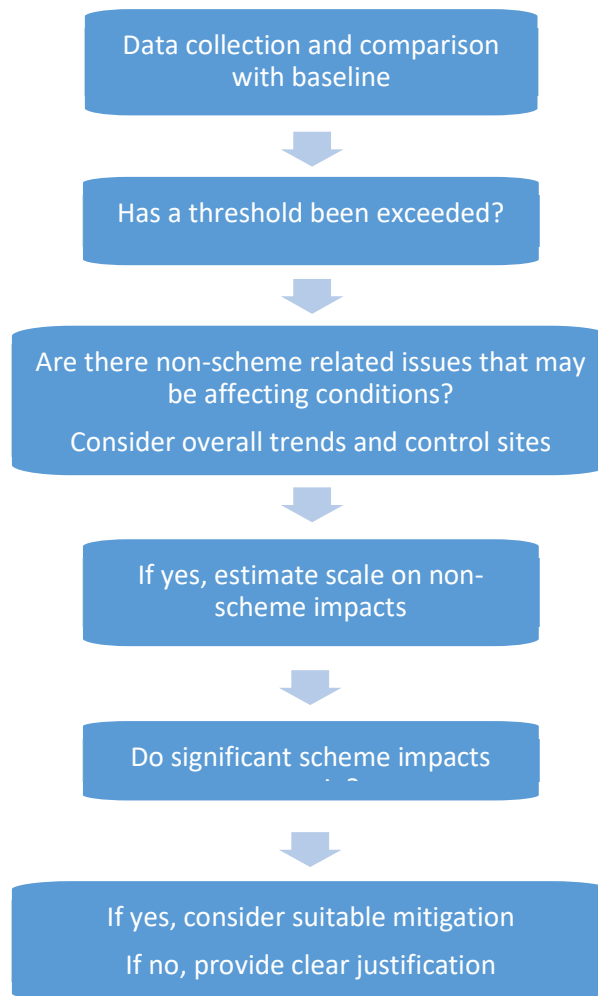 Data collection and comparison
with baseline
Has a threshold been exceeded?
Are there non-scheme related issues that may
be affecting conditions?
Consider overall trends and control sites
If yes, estimate scale on non-
scheme impacts
Do significant scheme impacts
If yes, consider suitable mitigation
If no, provide clear justification